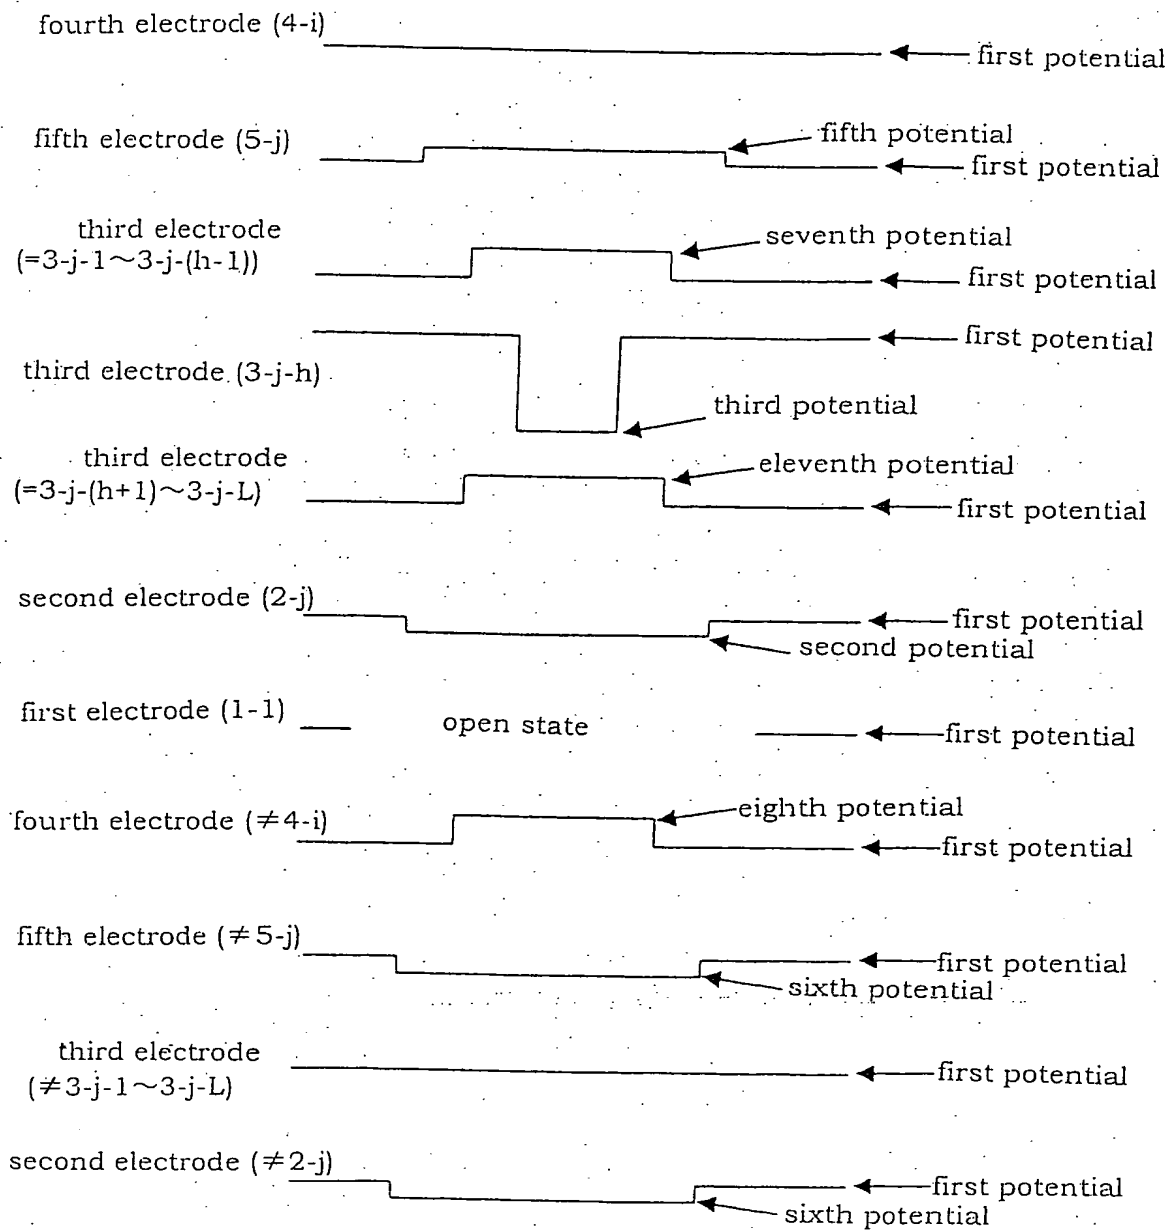 fourth electrode (4-i)
first potential
fifth electrode (5-j)
fifth potential
first potential
third electrode
(=3-j-1～3-j-(h-1))
seventh potential
first potential
first potential
third electrode (3-j-h)
third potential
third electrode
(=3-j-(h+1)～3-j-L)
eleventh potential
first potential
second electrode (2-j)
first potential
second potential
first electrode (1-1)
open state
first potential
fourth electrode (≠4-i)
eighth potential
first potential
fifth electrode (≠5-j)
first potential
sixth potential
third electrode
(≠3-j-1～3-j-L)
first potential
second electrode (≠2-j)
first potential
sixth potential